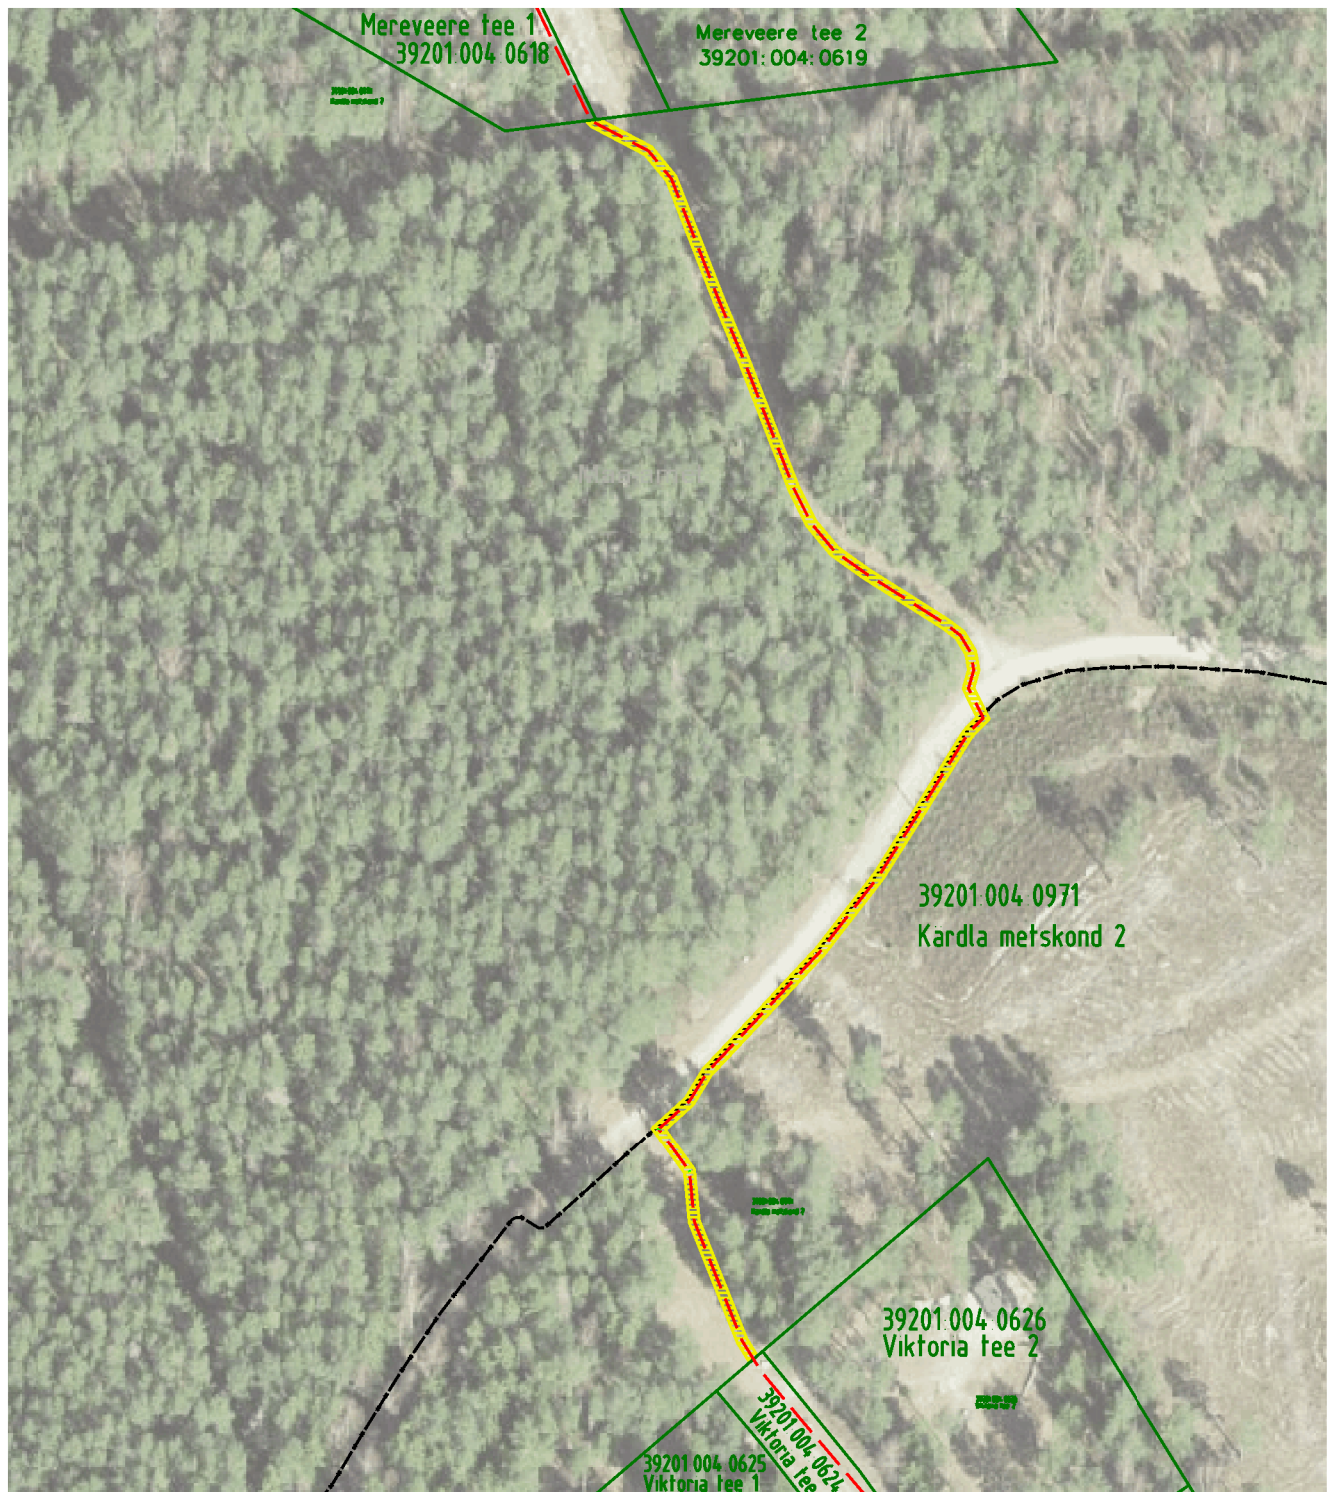 Mereveere tee 1
39201:004:0618
Mereveere tee 2
39201:004:0619
39201:004:0971
Kardla metskond 2
39201:004:0626
Viktoria tee 2
39201:004:0624
Viktoria tee
39201:004:0625
Viktoria tee 1